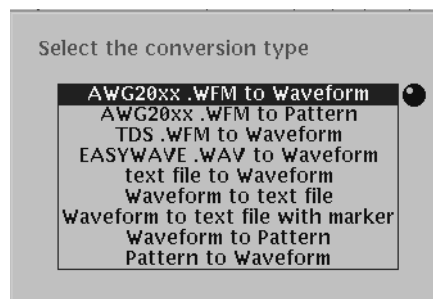 Select the conversion type
AWG20xx .WFM to Waveform
AWG20xx .WFM to Pattern
TDS .WFM to Waveform
EASYWAVE .WAV to Waveform
text file to Waveform
Waveform to text file
Waveform to text file with marker
Waveform to Pattern
Pattern to Waveform